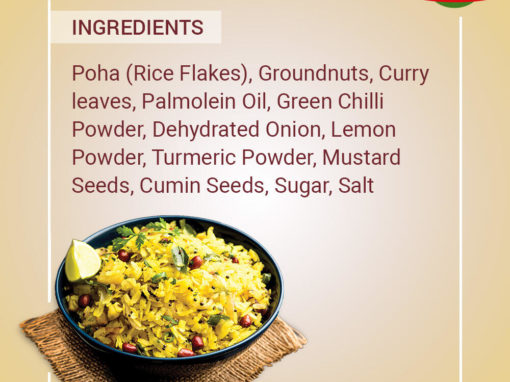 INGREDIENTS
Poha (Rice Flakes), Groundnuts, Curry
leaves, Palmolein Oil, Green Chilli
Powder, Dehydrated Onion, Lemon
Powder, Turmeric Powder, Mustard
Seeds, Cumin Seeds, Sugar, Salt